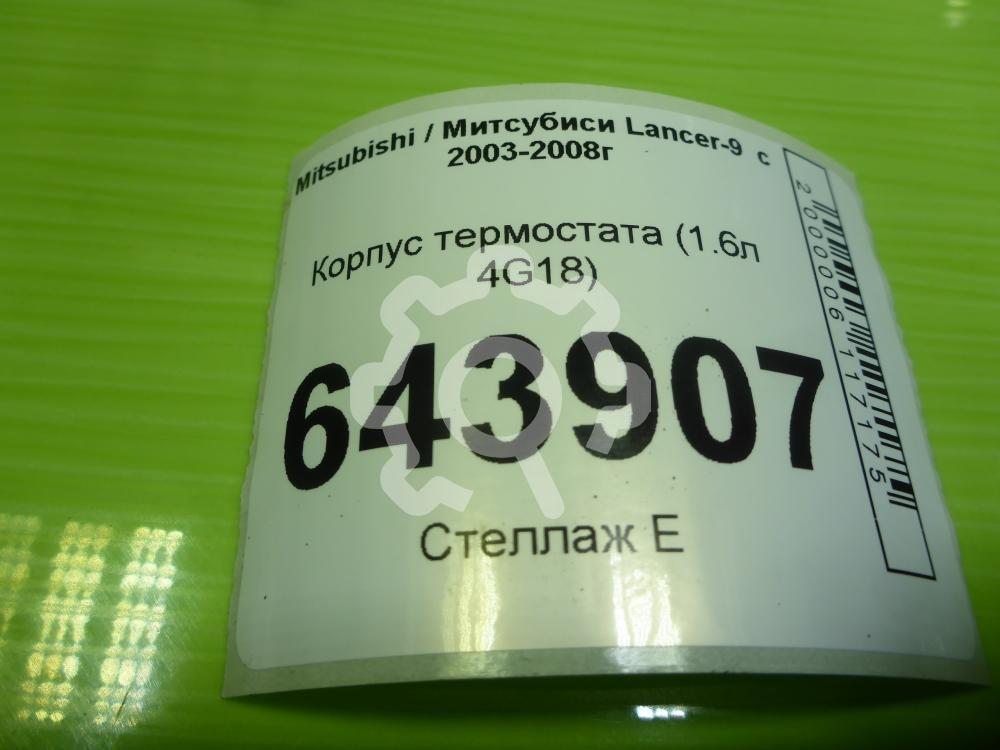 Mitsubishi / Митсубиси Lancer-9 с
2003-2008г
Корпус термостата (1.6л
4G18)
643907
Стеллаж Е
2000006117175